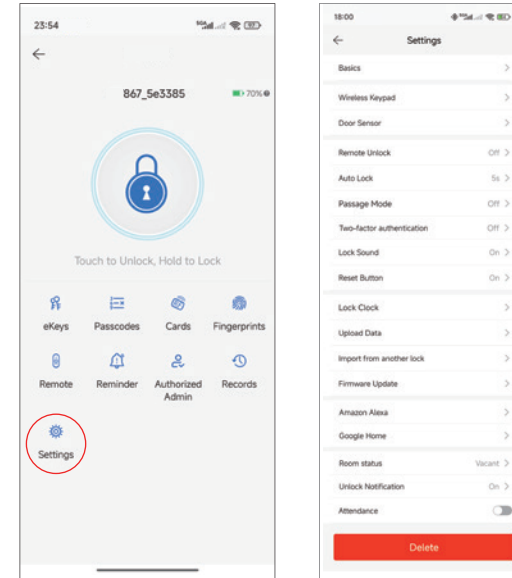 23:54
867_5e3385
70%
Touch to Unlock, Hold to Lock
eKeys Passcodes Cards Fingerprints
Remote Reminder Authorized Admin Records
Settings
18:00
Settings
Basics
Wireless Keypad
Door Sensor
Remote Unlock Off
Auto Lock 5s
Passage Mode Off
Two-factor authentication Off
Lock Sound On
Reset Button On
Lock Clock
Upload Data
Import from another lock
Firmware Update
Amazon Alexa
Google Home
Room status Vacant
Unlock Notification On
Attendance
Delete